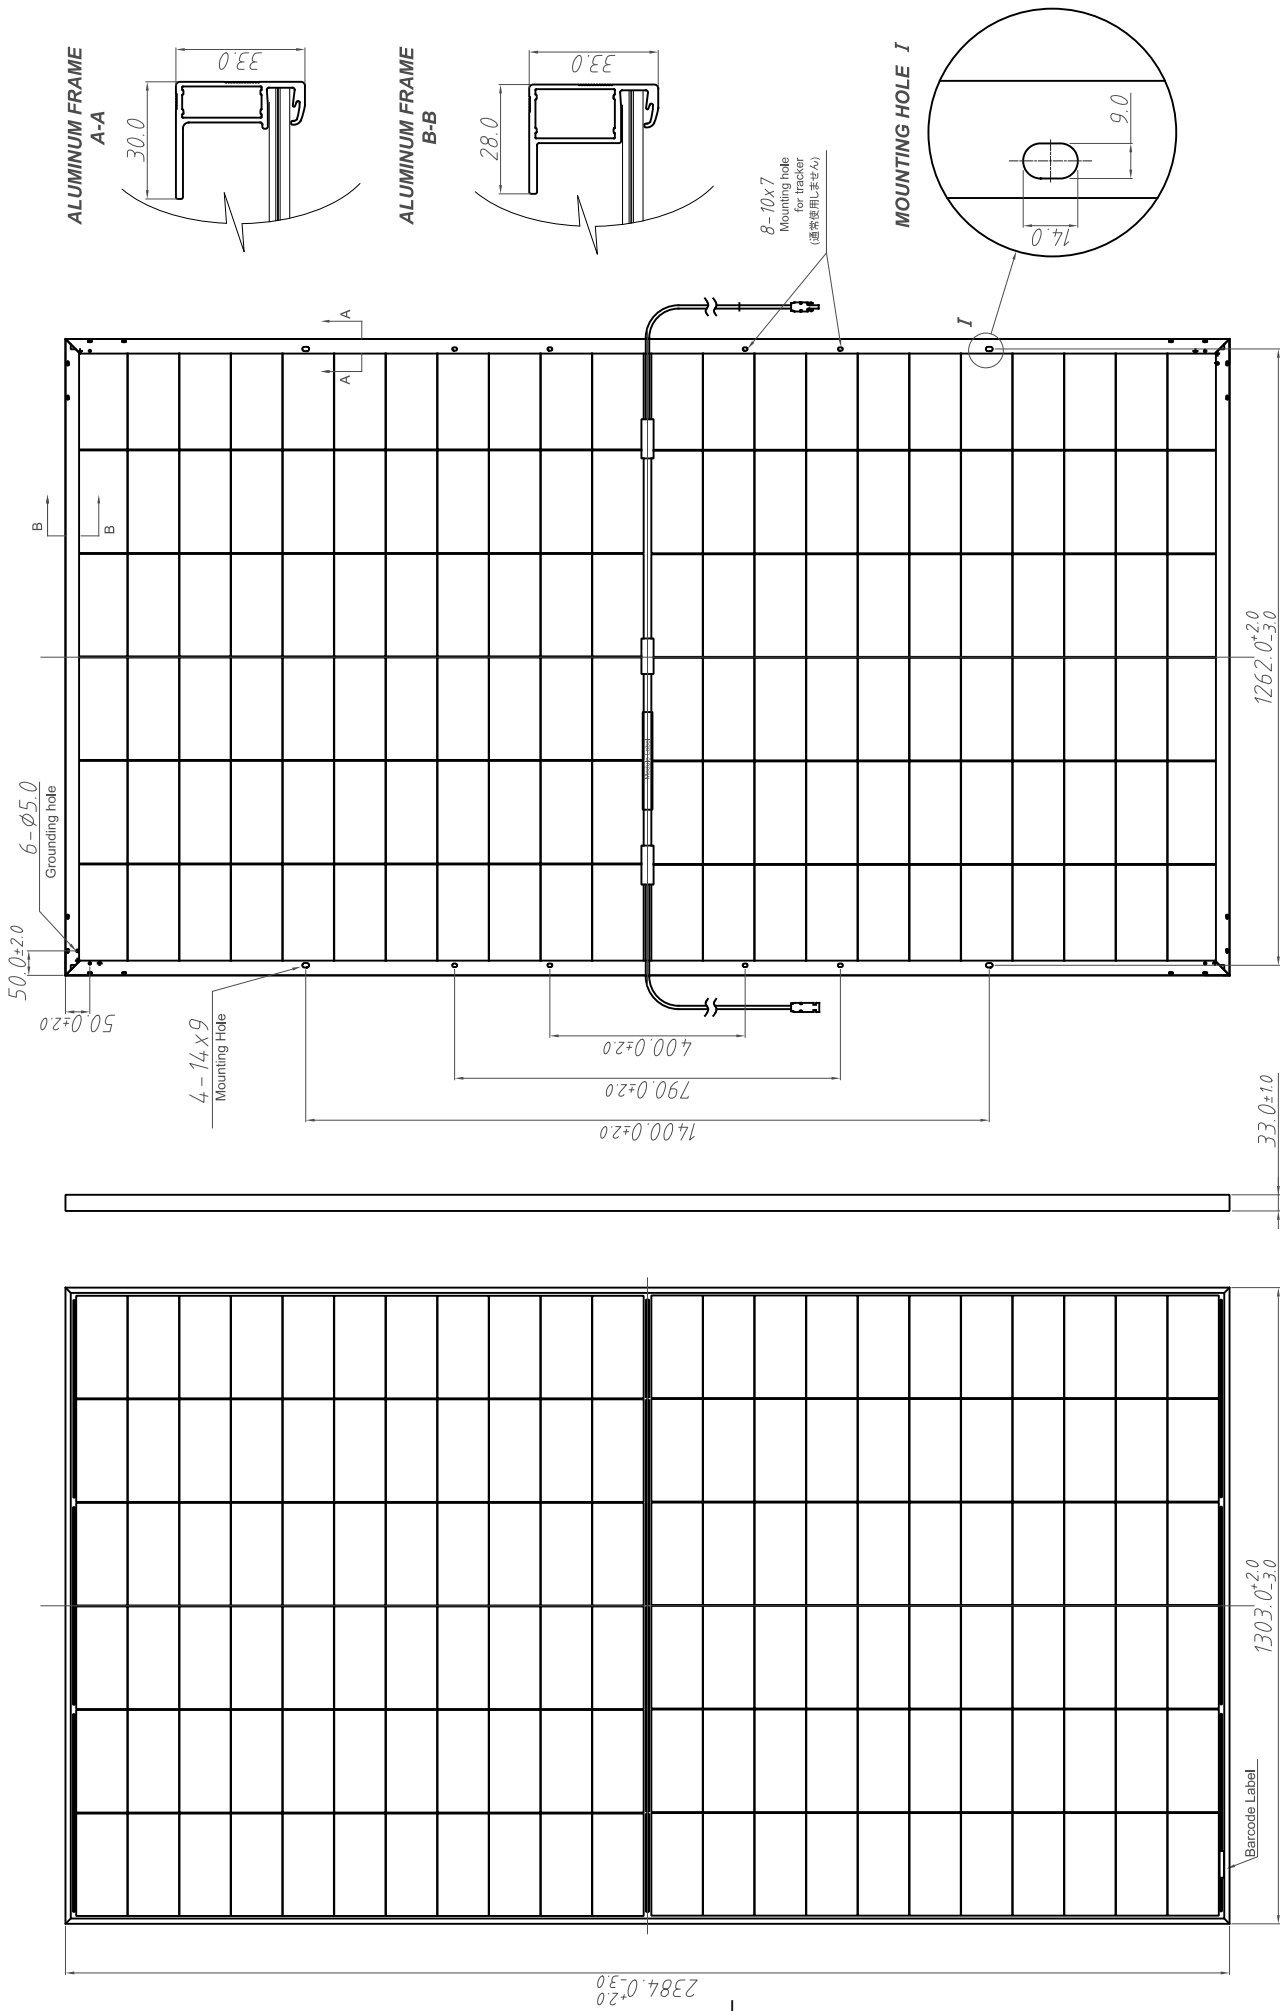 ALUMINUM FRAME
A-A
30.0
33.0
ALUMINUM FRAME
B-B
28.0
33.0
8-10x7
Mounting hole
for tracker
(通常使用しません)
MOUNTING HOLE I
14.0
9.0
A
A
B
B
I
6-Ø5.0
Grounding hole
50.0±2.0
50.0±2.0
4-14x9
Mounting Hole
400.0±2.0
790.0±2.0
1400.0±2.0
1262.0+2.0
-3.0
33.0±1.0
1303.0+2.0
-3.0
Barcode Label
2384.0+2.0
-3.0